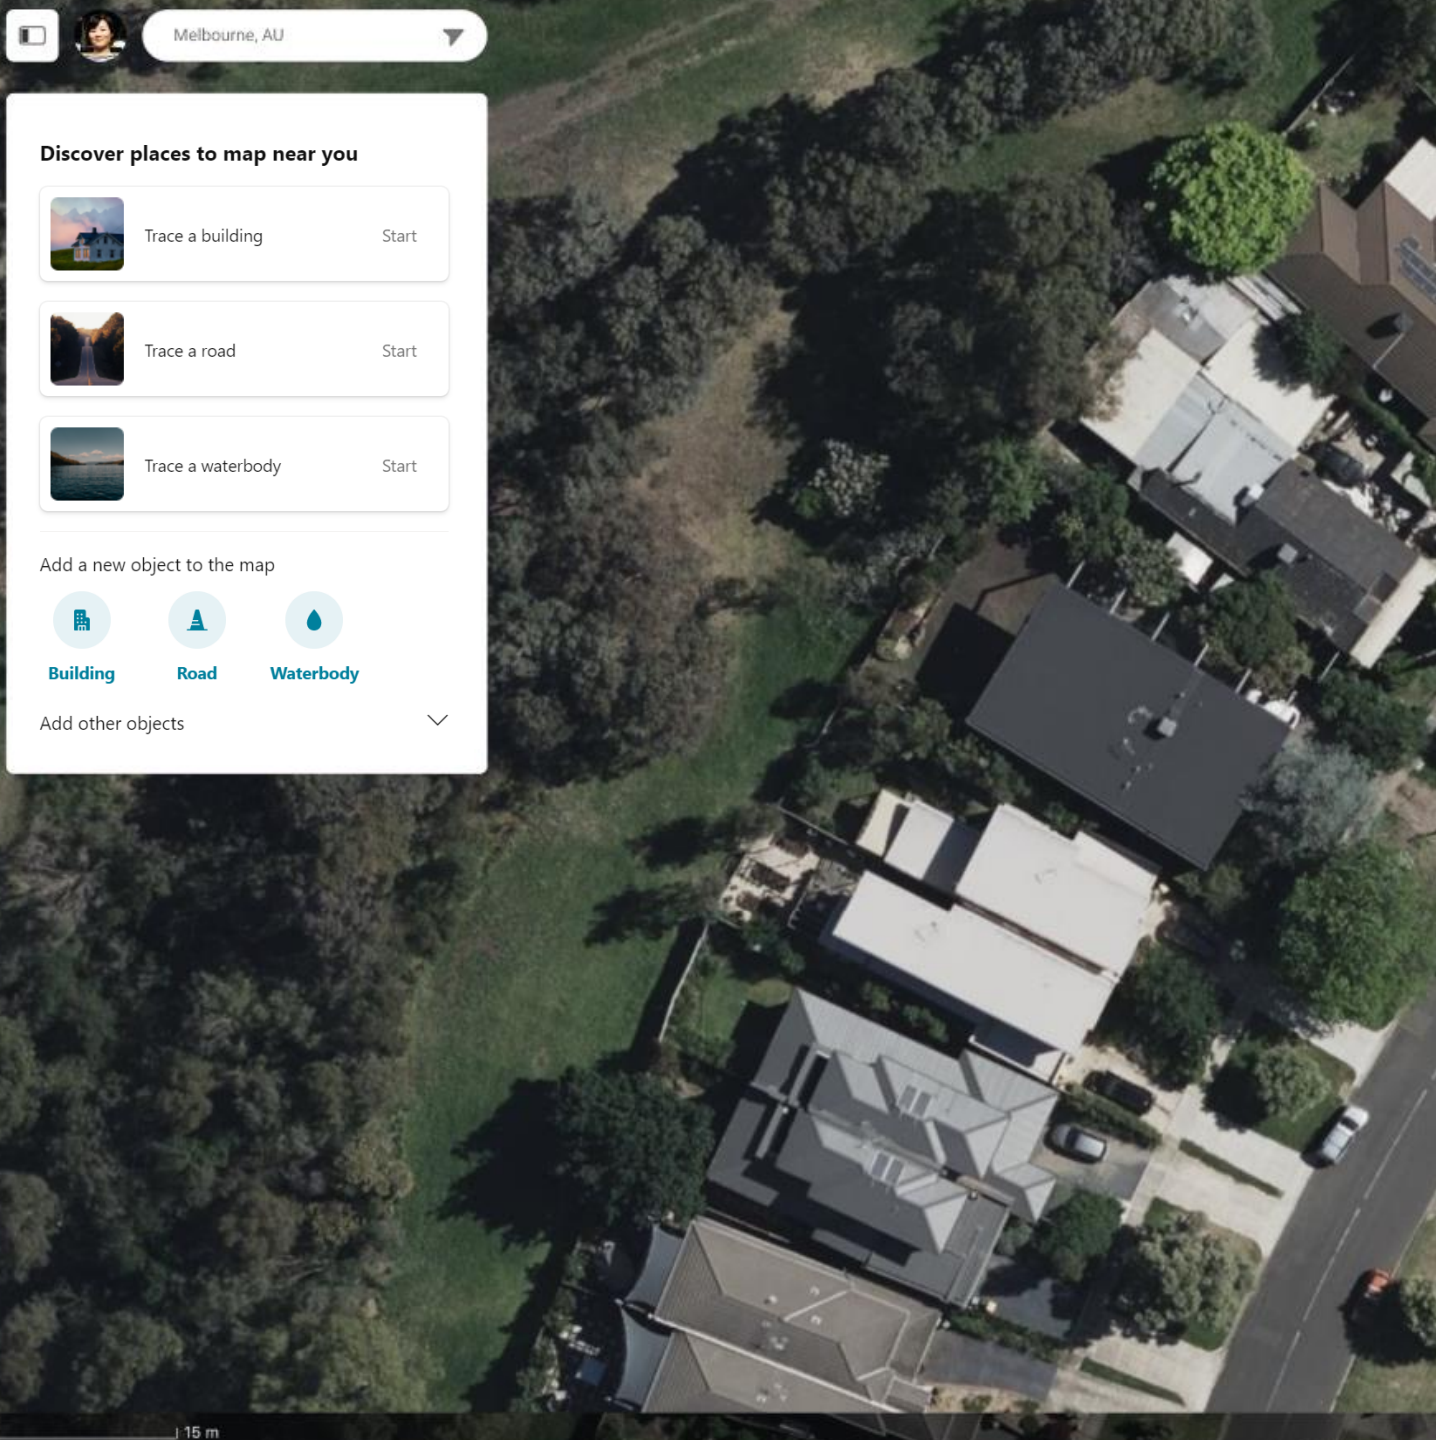 Melbourne, AU
Discover places to map near you
Trace a building Start
Trace a road Start
Trace a waterbody Start
Add a new object to the map
Building Road Waterbody
Add other objects
15 m